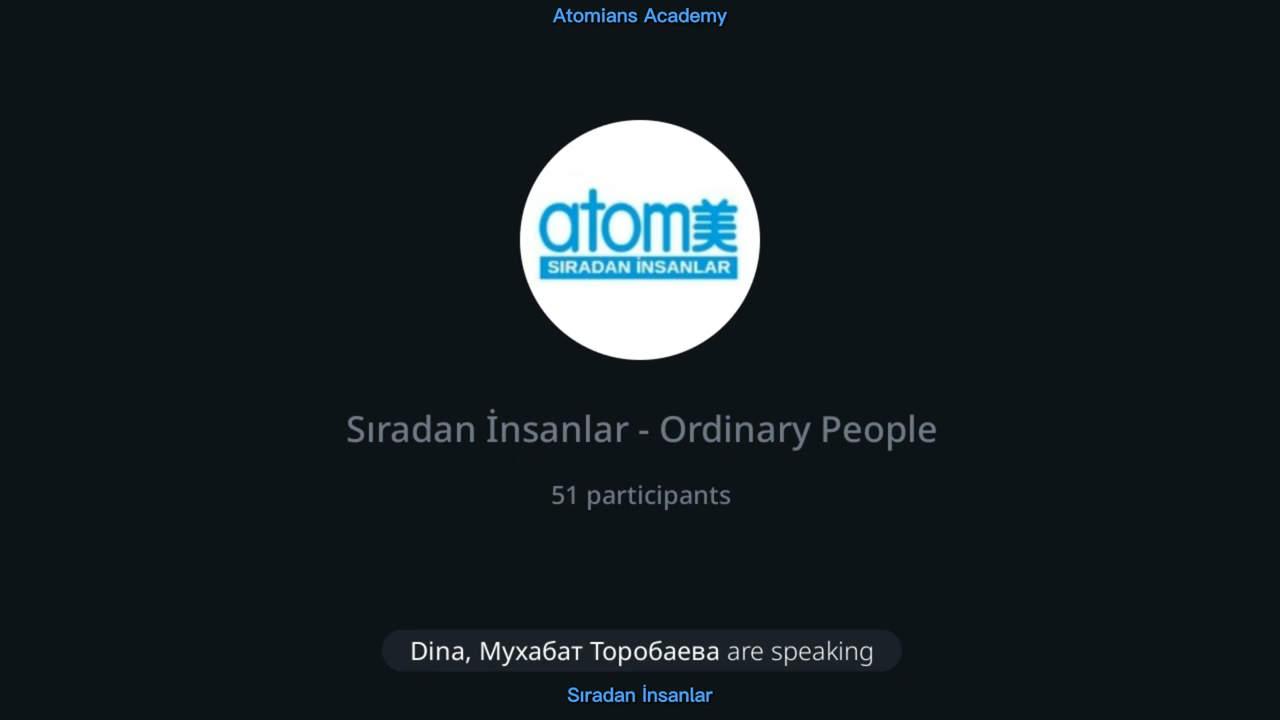 Atomians Academy
atom美
SIRADAN İNSANLAR
Sıradan İnsanlar - Ordinary People
51 participants
Dina, Мухабат Торобаева are speaking
Sıradan İnsanlar